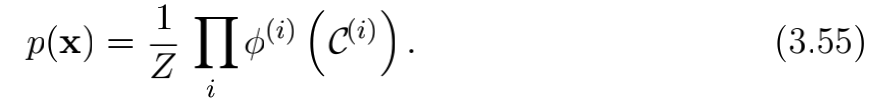 p(𝐱) = 1/Z ∏_i ϕ^(i) (𝒞^(i)). (3.55)